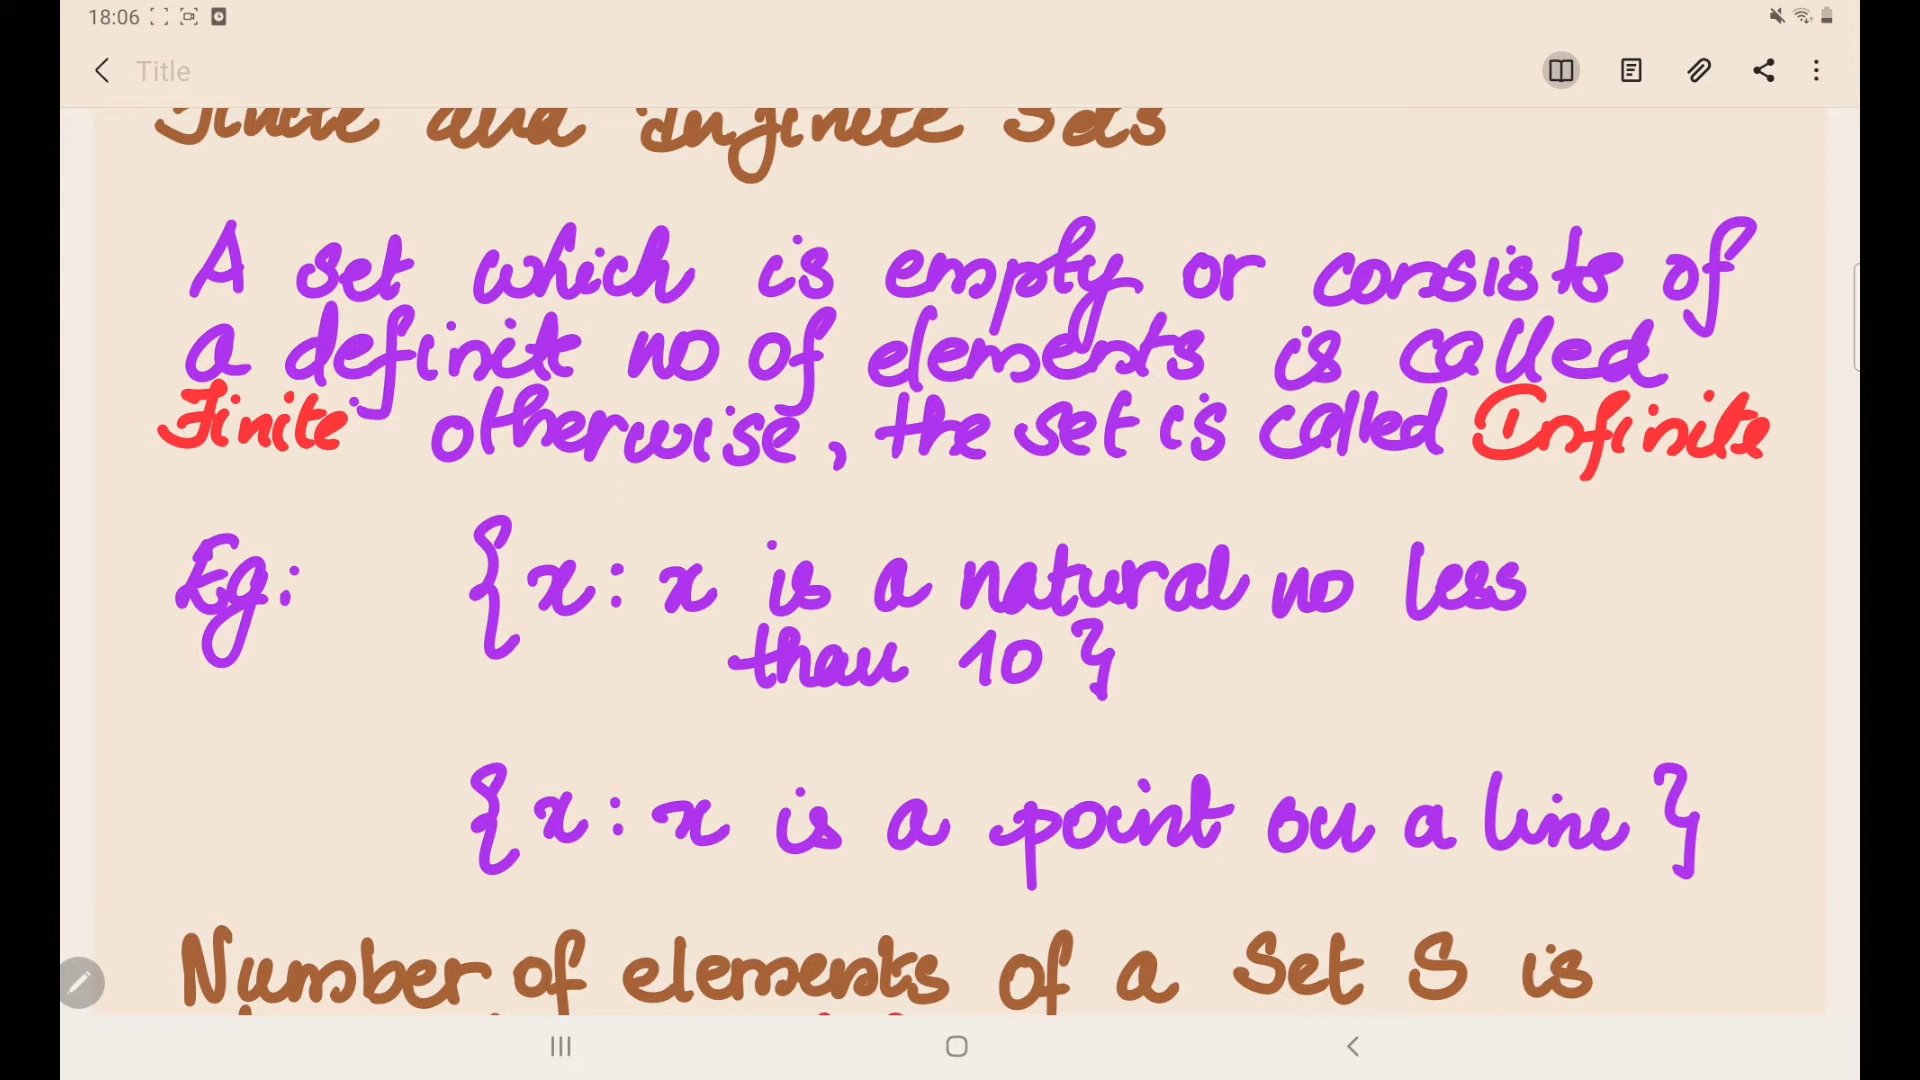 18:06
Title
Finite and Infinite Sets
A set which is empty or consists of
a definite no of elements is called
Finite otherwise, the set is called Infinite
Eg: {x : x is a natural no less
than 10}
{x : x is a point on a line}
Number of elements of a Set S is